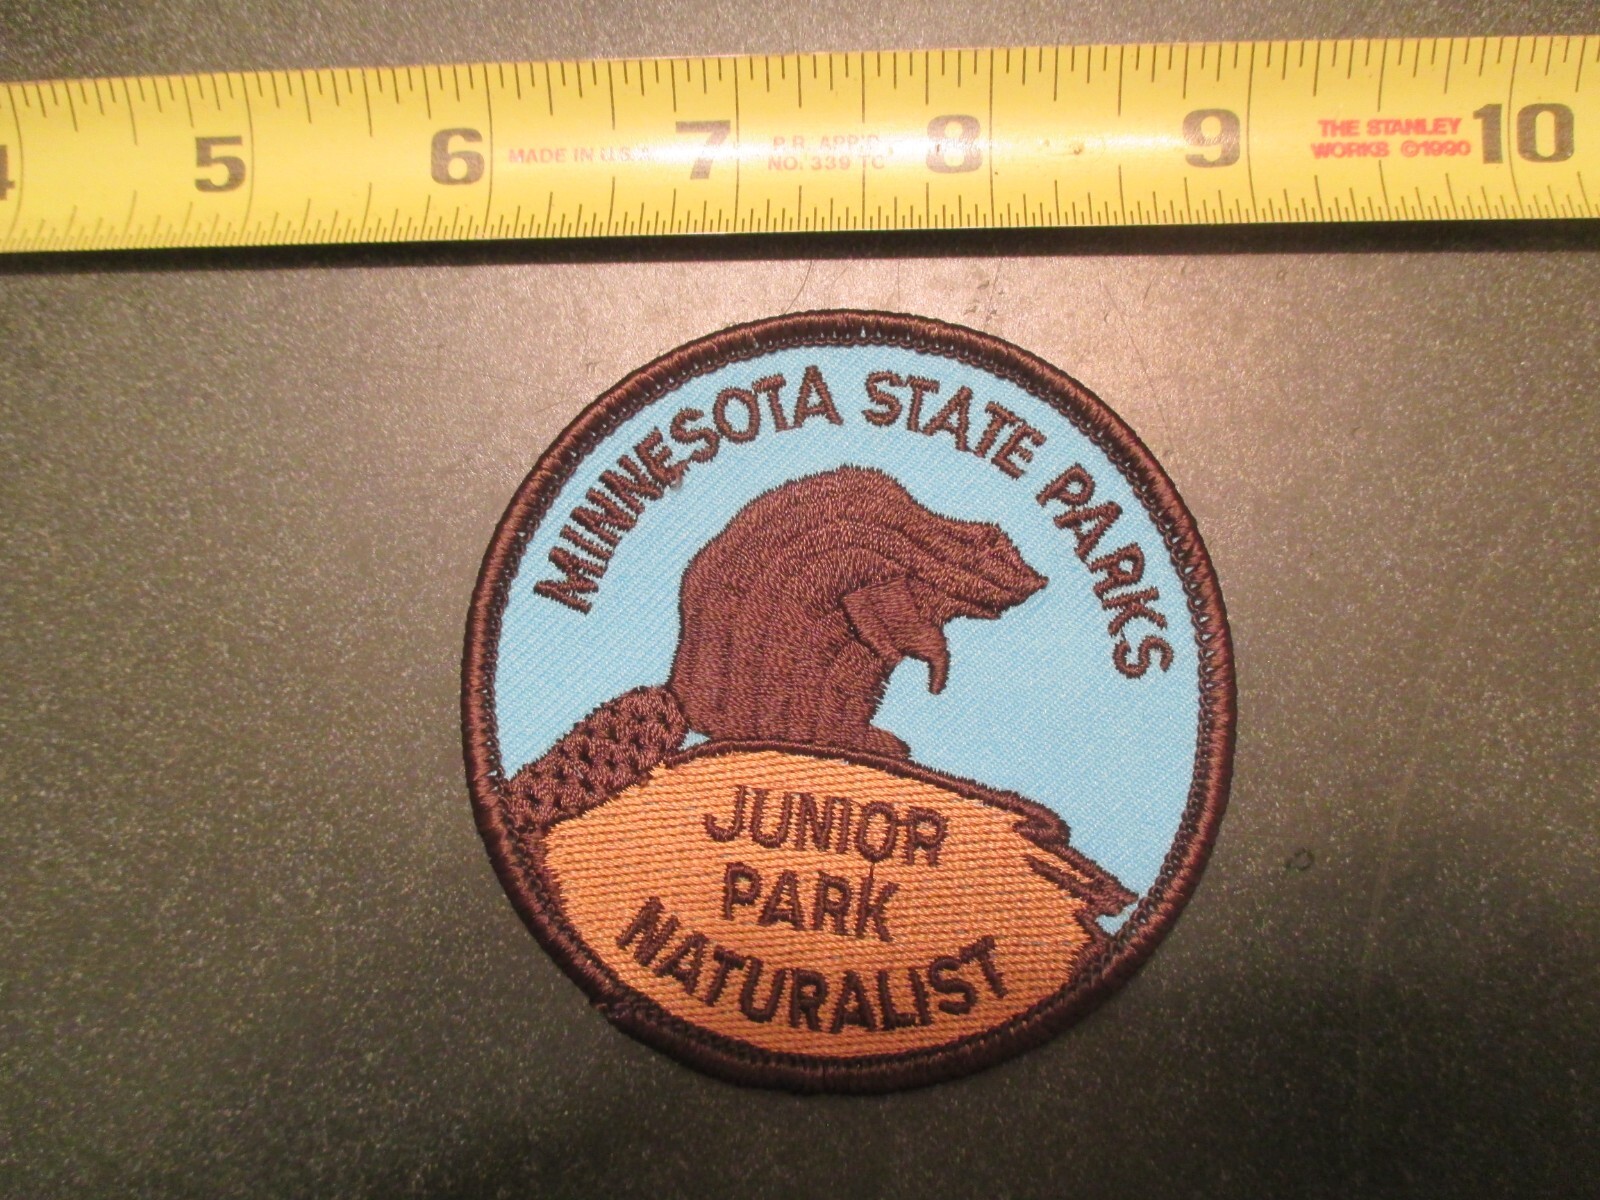 4 5 6 7 8 9 10
MADE IN U.S.A.
P.R. APP'D.
NO. 339 TC
THE STANLEY
WORKS ©1990
MINNESOTA STATE PARKS
JUNIOR
PARK
NATURALIST